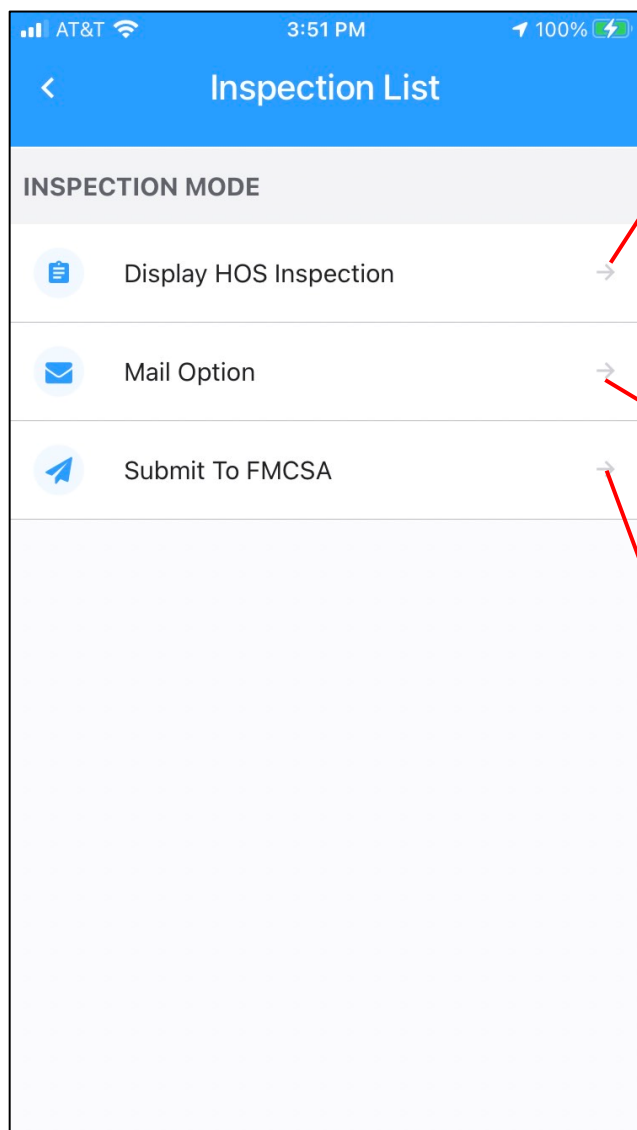 AT&T 3:51 PM 100%
Inspection List
INSPECTION MODE
Display HOS Inspection
Mail Option
Submit To FMCSA